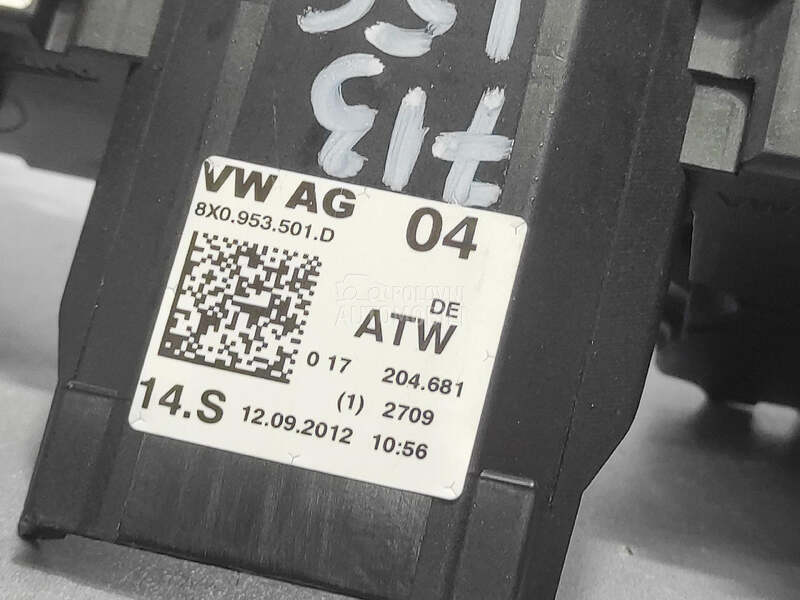 VW AG
8X0.953.501.D
04
DE
ATW
0 17 204.681
(1) 2709
14.S 12.09.2012 10:56